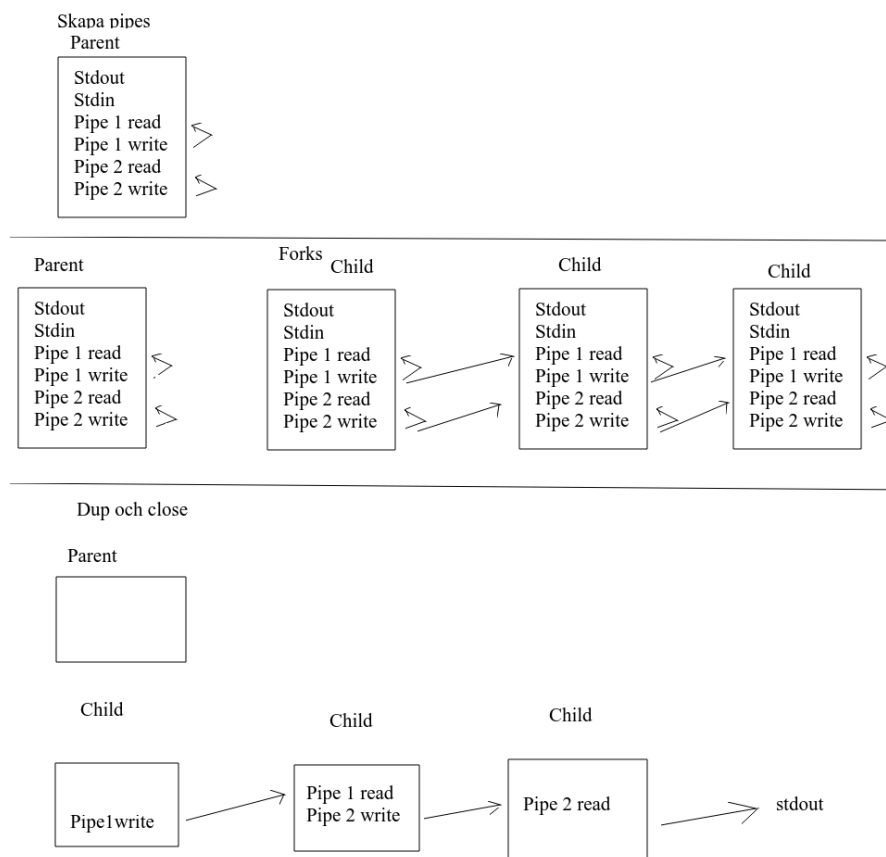 Skapa pipes
Parent
Stdout
Stdin
Pipe 1 read
Pipe 1 write
Pipe 2 read
Pipe 2 write
Forks
Parent
Child
Child
Child
Stdout
Stdin
Pipe 1 read
Pipe 1 write
Pipe 2 read
Pipe 2 write
Stdout
Stdin
Pipe 1 read
Pipe 1 write
Pipe 2 read
Pipe 2 write
Stdout
Stdin
Pipe 1 read
Pipe 1 write
Pipe 2 read
Pipe 2 write
Stdout
Stdin
Pipe 1 read
Pipe 1 write
Pipe 2 read
Pipe 2 write
Dup och close
Parent
Child
Child
Child
Pipe1write
Pipe 1 read
Pipe 2 write
Pipe 2 read
stdout